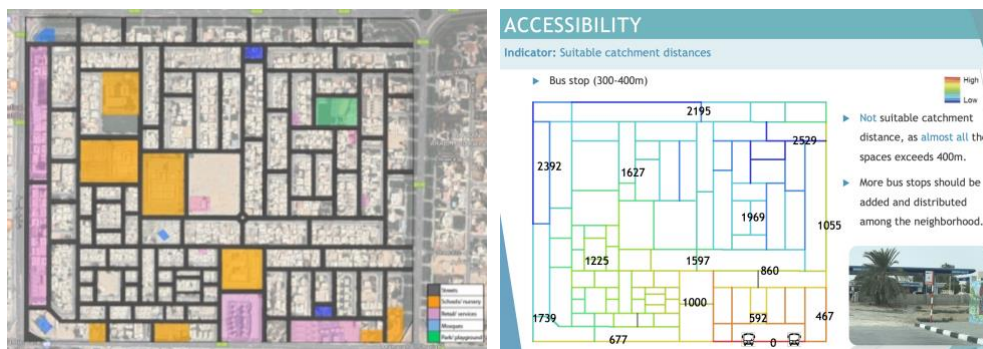 Streets
Schools/ nursery
Retail/ services
Mosques
Park/ playground
ACCESSIBILITY
Indicator: Suitable catchment distances
Bus stop (300-400m)
High
Low
2195
2529
2392
1627
1969
1055
1225
1597
860
1000
1739
592
467
677
0
Not suitable catchment
distance, as almost all the
spaces exceeds 400m.
More bus stops should be
added and distributed
among the neighborhood.